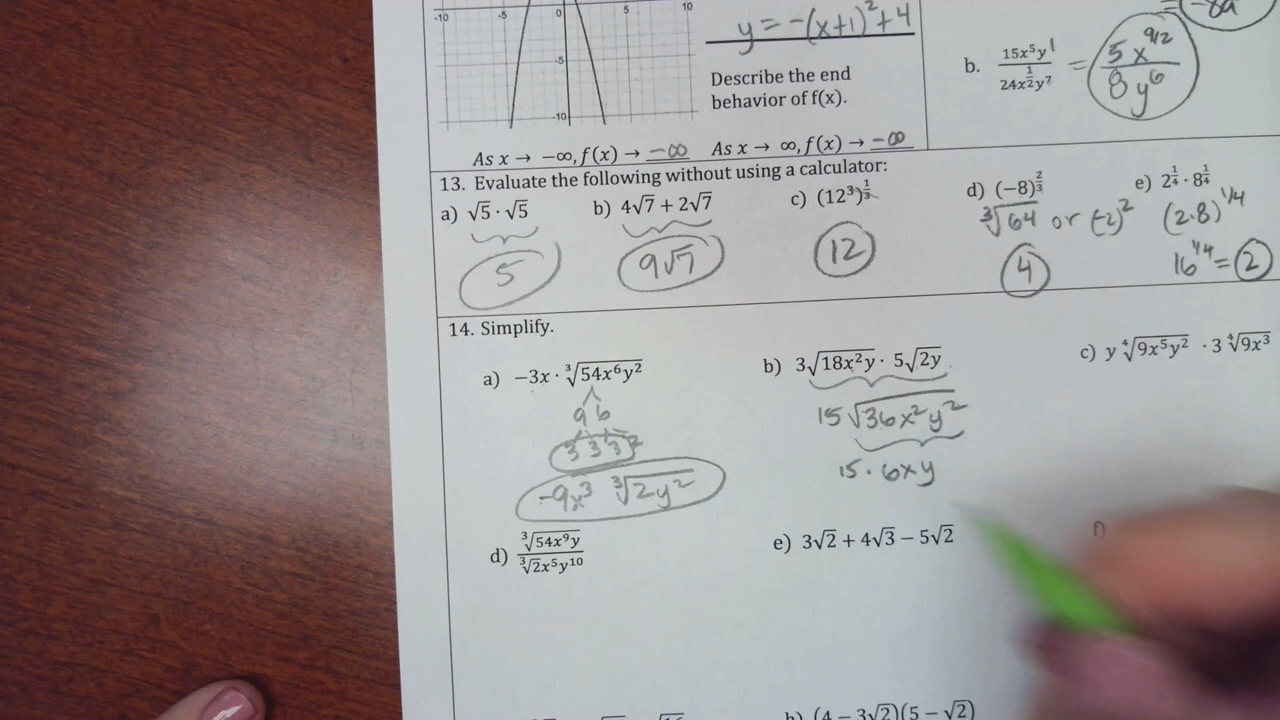 -10 -5 0 5 10
-5
-10
y = -(x+1)² + 4
Describe the end
behavior of f(x).
As x → −∞, f(x) → -∞ As x → ∞, f(x) → -∞
= -8a
b. 15x⁵y¹ / 24x^(1/2)y⁷ = 5x^(9/2) / 8y⁶
13. Evaluate the following without using a calculator:
a) √5 · √5 b) 4√7 + 2√7 c) (12³)^(1/3) d) (−8)^(2/3) e) 2^(1/4) · 8^(1/4)
∛64 or (-2)² (2·8)^(1/4)
5 9√7 12 4 16^(1/4) = 2
14. Simplify.
a) −3x · ∛(54x⁶y²) b) 3√(18x²y) · 5√(2y) c) y ⁴√(9x⁵y²) · 3 ⁴√(9x³)
9 6
3 3 3 2
-9x³ ∛(2y²)
15√(36x²y²)
15 · 6xy
d) ∛(54x⁹y) / ∛2x⁵y¹⁰ e) 3√2 + 4√3 − 5√2 f)
h) (4 − 3√2)(5 − √2)